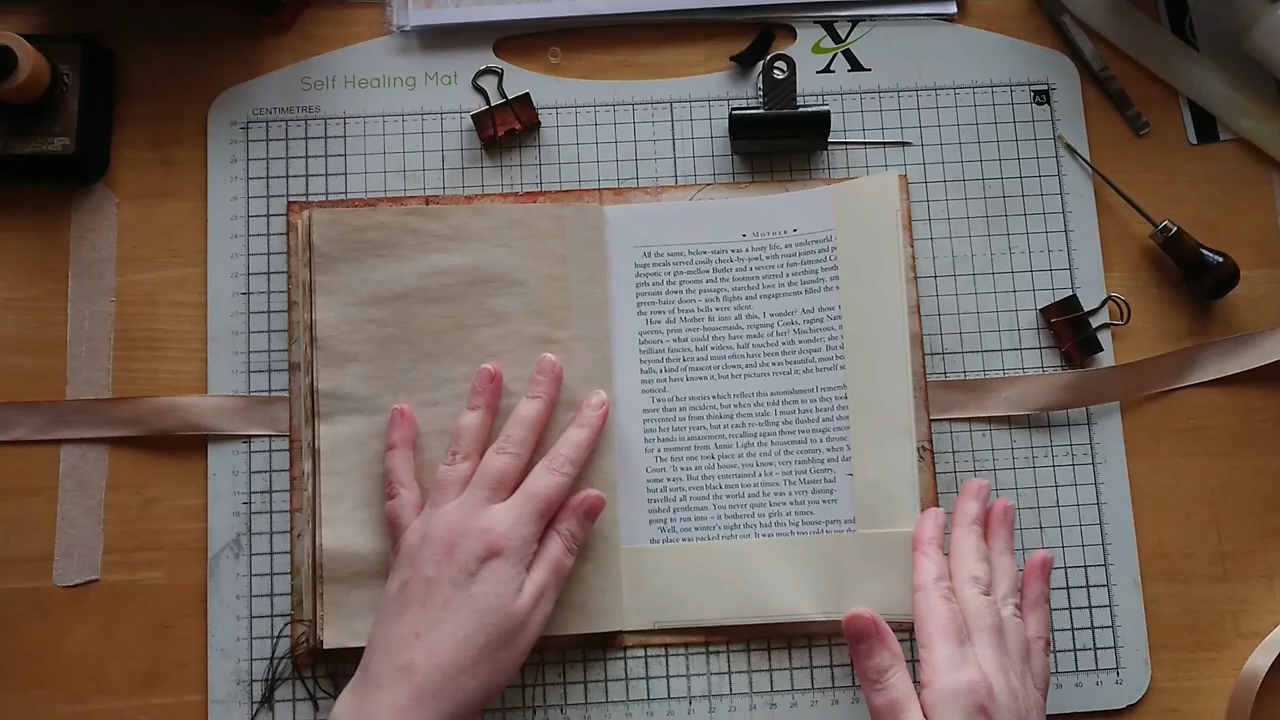 Self Healing Mat
X
CENTIMETRES
A3
MOTHER
All the same, below-stairs was a lusty life, an underworld
huge meals served cosily cheek-by-jowl, with roast joints and
despotic or gin-mellow Butler and a severe or fun-fattened
girls and the grooms and the footmen stirred a seething
pursuits down the passages, starched love in the laundry,
green-baize doors – such flights and engagements filled the
the rows of brass bells were silent.
How did Mother fit into all this, I wonder? And those
queens, prim over-housemaids, reigning Cooks, raging
labours – what could they have made of her? Mischievous,
brilliant fancies, half witless, half touched with wonder; she
beyond their ken and must often have been their despair. But
halls, a kind of mascot or clown; and she was beautiful, most
may not have known it, but her pictures reveal it; she herself
noticed.
Two of her stories which reflect this astonishment I
more than an incident, but when she told them to us they took
prevented us from thinking them stale. I must have heard
into her later years, but at each re-telling she flushed and
her hands in amazement, recalling again those two magic
for a moment from Annie Light the housemaid to a throne
The first one took place at the end of the century, when
Court. 'It was an old house, you know; very rambling and
some ways. But they entertained a lot – not just Gentry,
but all sorts, even black men too at times. The Master had
travelled all round the world and he was a very disting-
uished gentleman. You never quite knew what you were
going to run into – it bothered us girls at times.
'Well, one winter's night they had this big house-party and
the place was packed right out. It was much too cold to use the